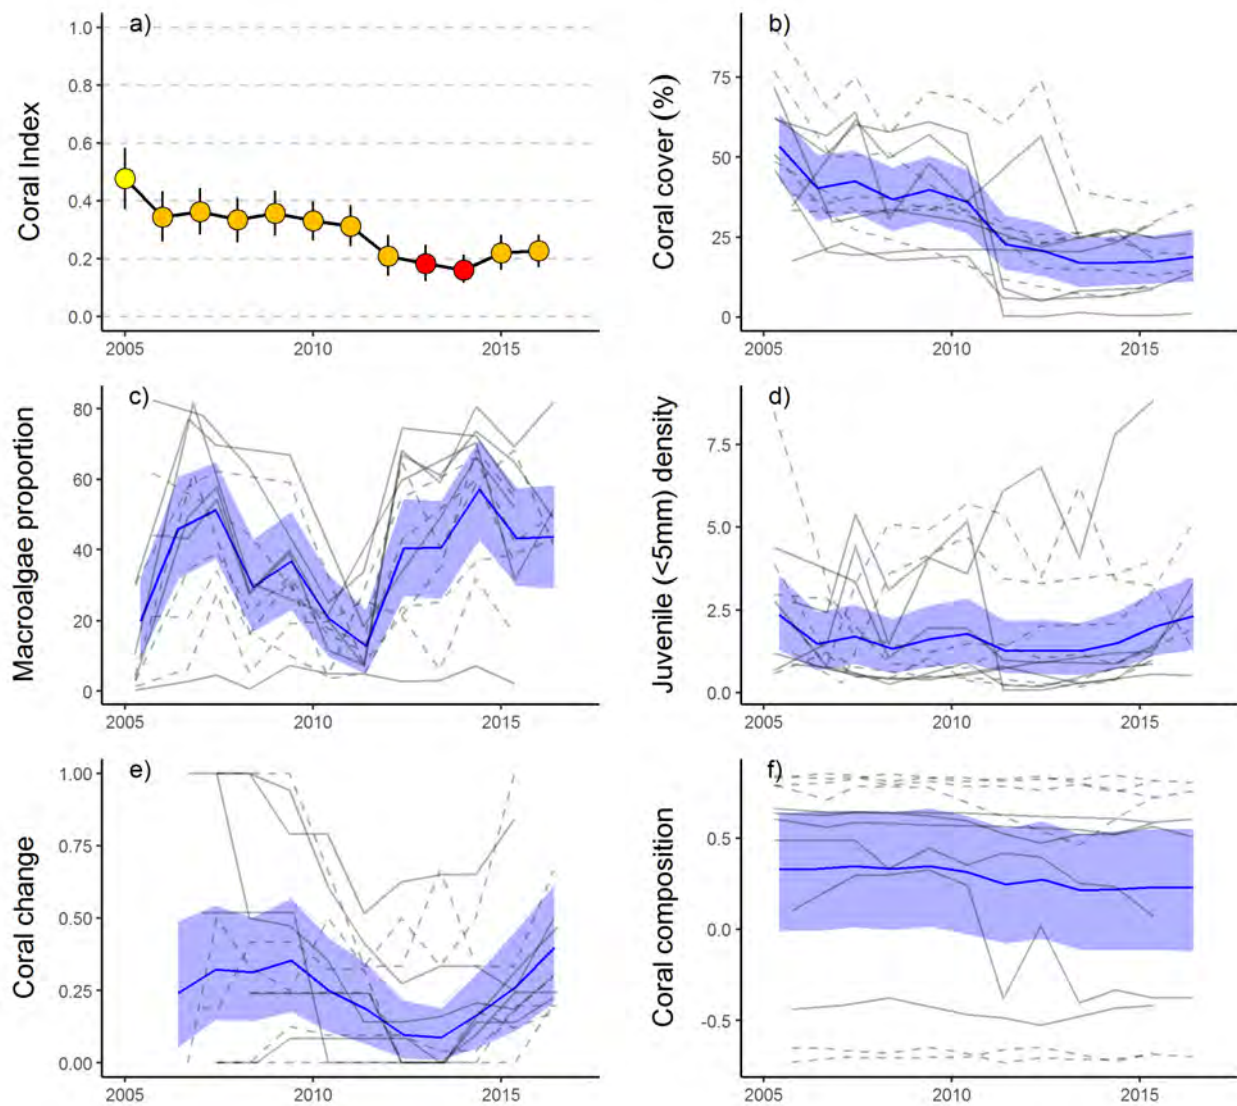 a)
Coral Index
1.0
0.8
0.6
0.4
0.2
0.0
2005 2010 2015
b)
Coral cover (%)
75
50
25
0
2005 2010 2015
c)
Macroalgae proportion
80
60
40
20
0
2005 2010 2015
d)
Juvenile (<5mm) density
7.5
5.0
2.5
0.0
2005 2010 2015
e)
Coral change
1.00
0.75
0.50
0.25
0.00
2005 2010 2015
f)
Coral composition
0.5
0.0
-0.5
2005 2010 2015